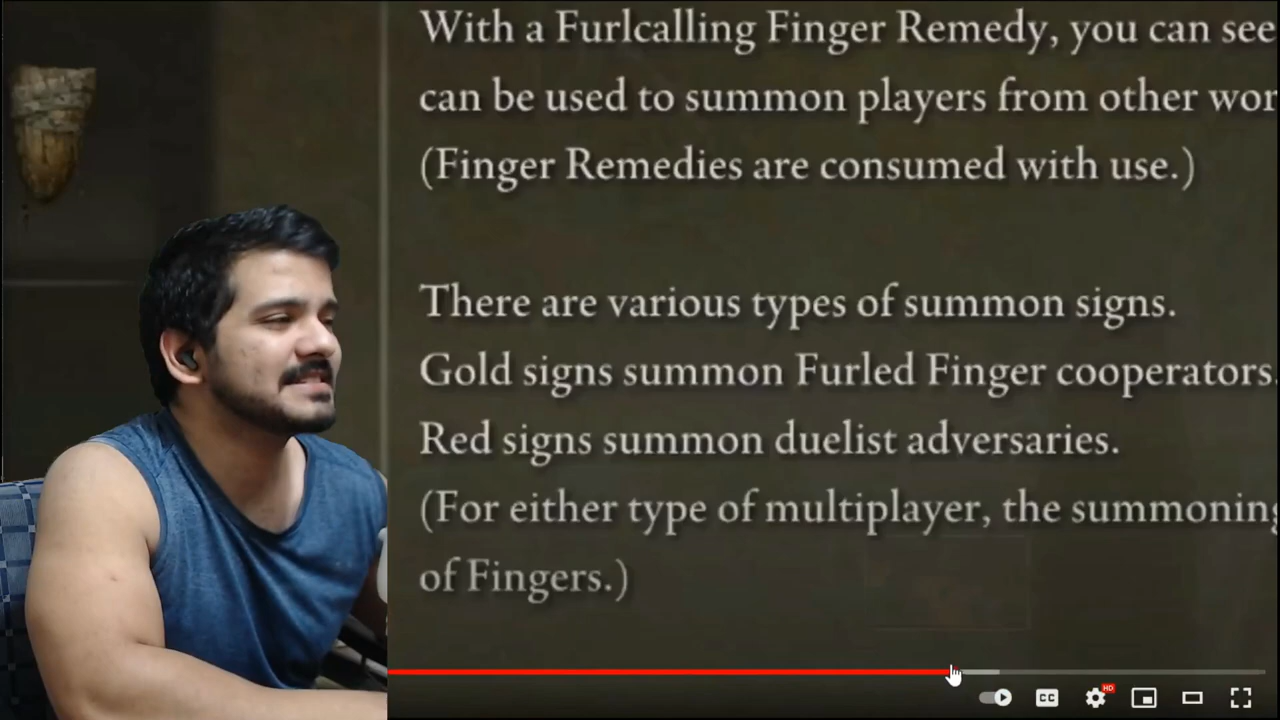 With a Furlcalling Finger Remedy, you can see
can be used to summon players from other wor
(Finger Remedies are consumed with use.)
There are various types of summon signs.
Gold signs summon Furled Finger cooperators.
Red signs summon duelist adversaries.
(For either type of multiplayer, the summoning
of Fingers.)
HD
CC